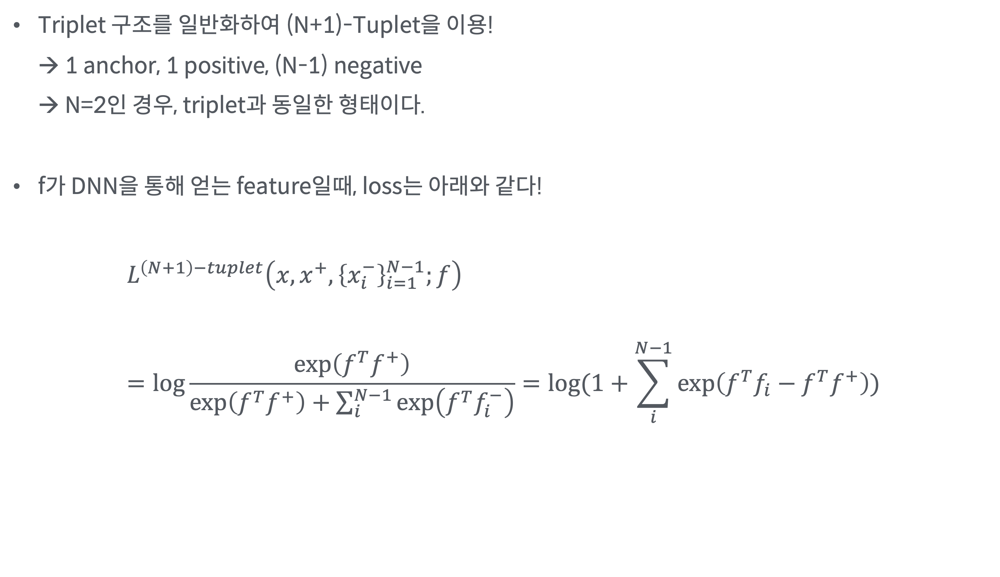 • Triplet 구조를 일반화하여 (N+1)-Tuplet을 이용!
→ 1 anchor, 1 positive, (N-1) negative
→ N=2인 경우, triplet과 동일한 형태이다.
• f가 DNN을 통해 얻는 feature일때, loss는 아래와 같다!
$L^{(N+1)-tuplet}\left(x, x^+, \{x_i^-\}_{i=1}^{N-1}; f\right)$
$= \log \frac{\exp(f^T f^+)}{\exp(f^T f^+) + \sum_i^{N-1} \exp\left(f^T f_i^-\right)} = \log(1 + \sum_i^{N-1} \exp(f^T f_i - f^T f^+))$